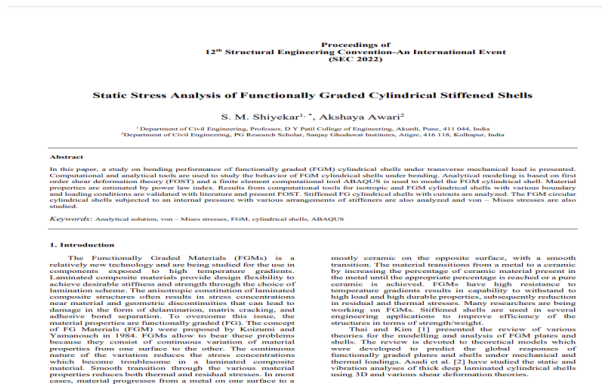 Proceedings of
12th Structural Engineering Convention-An International Event
(SEC 2022)
Static Stress Analysis of Functionally Graded Cylindrical Stiffened Shells
S. M. Shiyekar1, *, Akshaya Awari2
1 Department of Civil Engineering, Professor, D Y Patil College of Engineering, Akurdi, Pune, 411 044, India
2Department of Civil Engineering, PG Research Scholar, Sanjay Ghodawat Institutes, Atigre, 416 118, Kolhapur, India
Abstract
In this paper, a study on bending performance of functionally graded (FGM) cylindrical shells under transverse mechanical load is presented.
Computational and analytical tools are used to study the behavior of FGM cylindrical shells under bending. Analytical modeling is based on first
order shear deformation theory (FOST) and a finite element computational tool ABAQUS is used to model the FGM cylindrical shell. Material
properties are estimated by power law indices. Results from computational tools for isotropic and FGM cylindrical shells with various boundary
and loading conditions are validated with literature and present FOST. Stiffened FG cylindrical shells with cutouts are analyzed. The FGM circular
cylindrical shells subjected to an internal pressure with various arrangements of stiffeners are also analyzed and von – Mises stresses are also
studied.
Keywords: Analytical solution, von – Mises stresses, FGM, cylindrical shells, ABAQUS
1. Introduction
The Functionally Graded Materials (FGMs) is a
relatively new technology and are being studied for the use in
components exposed to high temperature gradients.
Laminated composite materials provide design flexibility to
achieve desirable stiffness and strength through the choice of
lamination scheme. The anisotropic constitution of laminated
composite structures often results in stress concentrations
near material and geometric discontinuities that can lead to
damage in the form of delamination, matrix cracking, and
adhesive bond separation. To overcome this issue, the
material properties are functionally graded (FG). The concept
of FG Materials (FGM) were proposed by Koizumi and
Yamanouch in 1984. FGMs allow to bear these problems
because they consist of continuous variation of material
properties from one surface to the other. The continuous
nature of the variation reduces the stress concentrations
which become troublesome in a laminated composite
material. Smooth transition through the various material
properties reduces both thermal and residual stresses. In most
cases, material progresses from a metal on one surface to a
mostly ceramic on the opposite surface, with a smooth
transition. The material transitions from a metal to a ceramic
by increasing the percentage of ceramic material present in
the metal until the appropriate percentage is reached or a pure
ceramic is achieved. FGMs have high resistance to
temperature gradients results in capability to withstand to
high load and high durable properties, subsequently reduction
in residual and thermal stresses. Many researchers are being
working on FGMs. Stiffened shells are used in several
engineering applications to improve efficiency of the
structures in terms of strength/weight.
Thai and Kim [1] presented the review of various
theories for the modelling and analysis of FGM plates and
shells. The review is devoted to theoretical models which
were developed to predict the global responses of
functionally graded plates and shells under mechanical and
thermal loadings. Asadi et al. [2] have studied the static and
vibration analyses of thick deep laminated cylindrical shells
using 3D and various shear deformation theories.